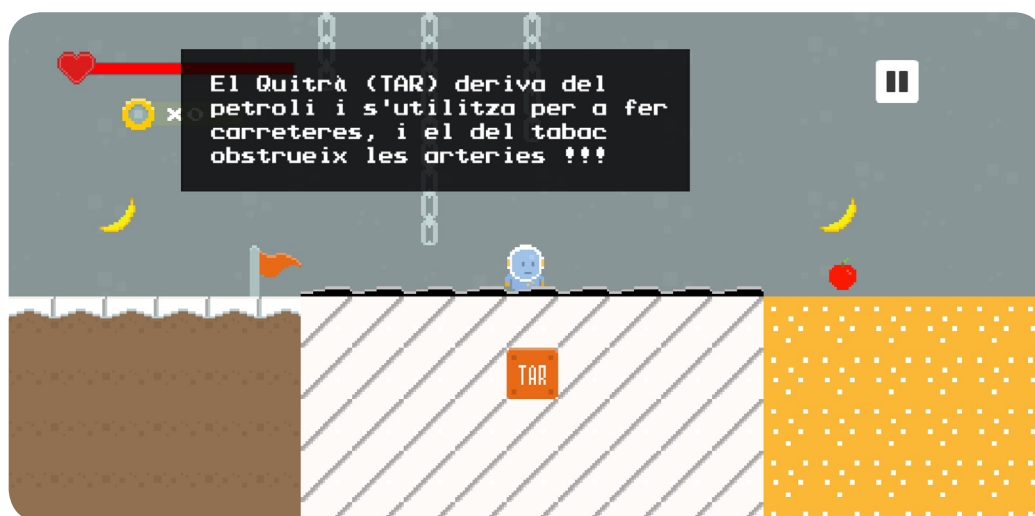 El Quitrà (TAR) deriva del
petroli i s'utilitza per a fer
carreteres, i el del tabac
obstrueix les arteries !!!
x
TAR